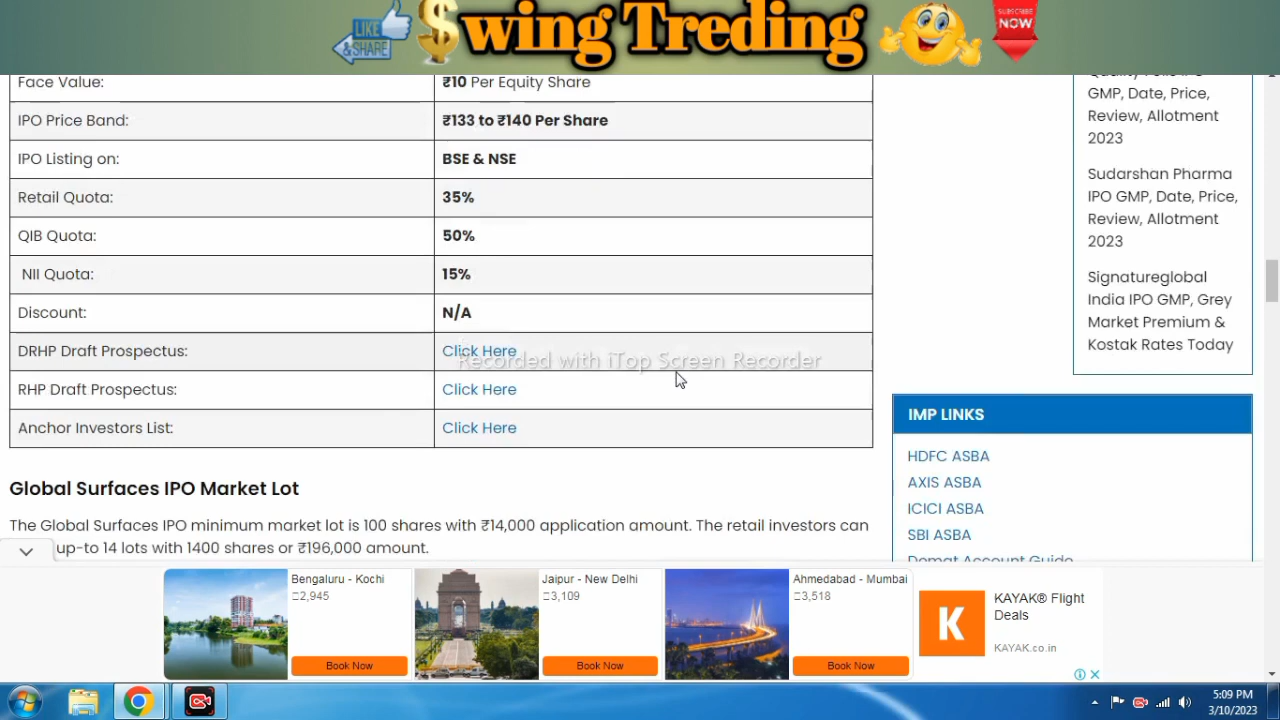 LIKE
& SHARE
$wing Treding
SUBSCRIBE
NOW
Face Value: ₹10 Per Equity Share
IPO Price Band: ₹133 to ₹140 Per Share
IPO Listing on: BSE & NSE
Retail Quota: 35%
QIB Quota: 50%
NII Quota: 15%
Discount: N/A
DRHP Draft Prospectus: Click Here
RHP Draft Prospectus: Click Here
Anchor Investors List: Click Here
Recorded with iTop Screen Recorder
Global Surfaces IPO Market Lot
The Global Surfaces IPO minimum market lot is 100 shares with ₹14,000 application amount. The retail investors can
up-to 14 lots with 1400 shares or ₹196,000 amount.
GMP, Date, Price,
Review, Allotment
2023
Sudarshan Pharma
IPO GMP, Date, Price,
Review, Allotment
2023
Signatureglobal
India IPO GMP, Grey
Market Premium &
Kostak Rates Today
IMP LINKS
HDFC ASBA
AXIS ASBA
ICICI ASBA
SBI ASBA
Demat Account Guide
Bengaluru - Kochi
2,945
Book Now
Jaipur - New Delhi
3,109
Book Now
Ahmedabad - Mumbai
3,518
Book Now
K
KAYAK® Flight
Deals
KAYAK.co.in
5:09 PM
3/10/2023